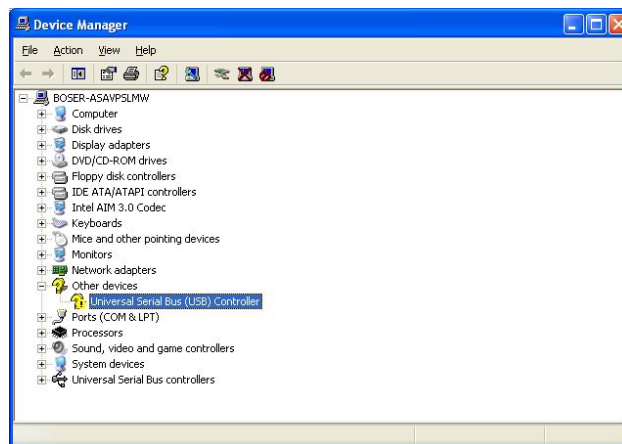 Device Manager
File Action View Help
BOSER-ASAVPSLMW
Computer
Disk drives
Display adapters
DVD/CD-ROM drives
Floppy disk controllers
IDE ATA/ATAPI controllers
Intel AIM 3.0 Codec
Keyboards
Mice and other pointing devices
Monitors
Network adapters
Other devices
Universal Serial Bus (USB) Controller
Ports (COM & LPT)
Processors
Sound, video and game controllers
System devices
Universal Serial Bus controllers